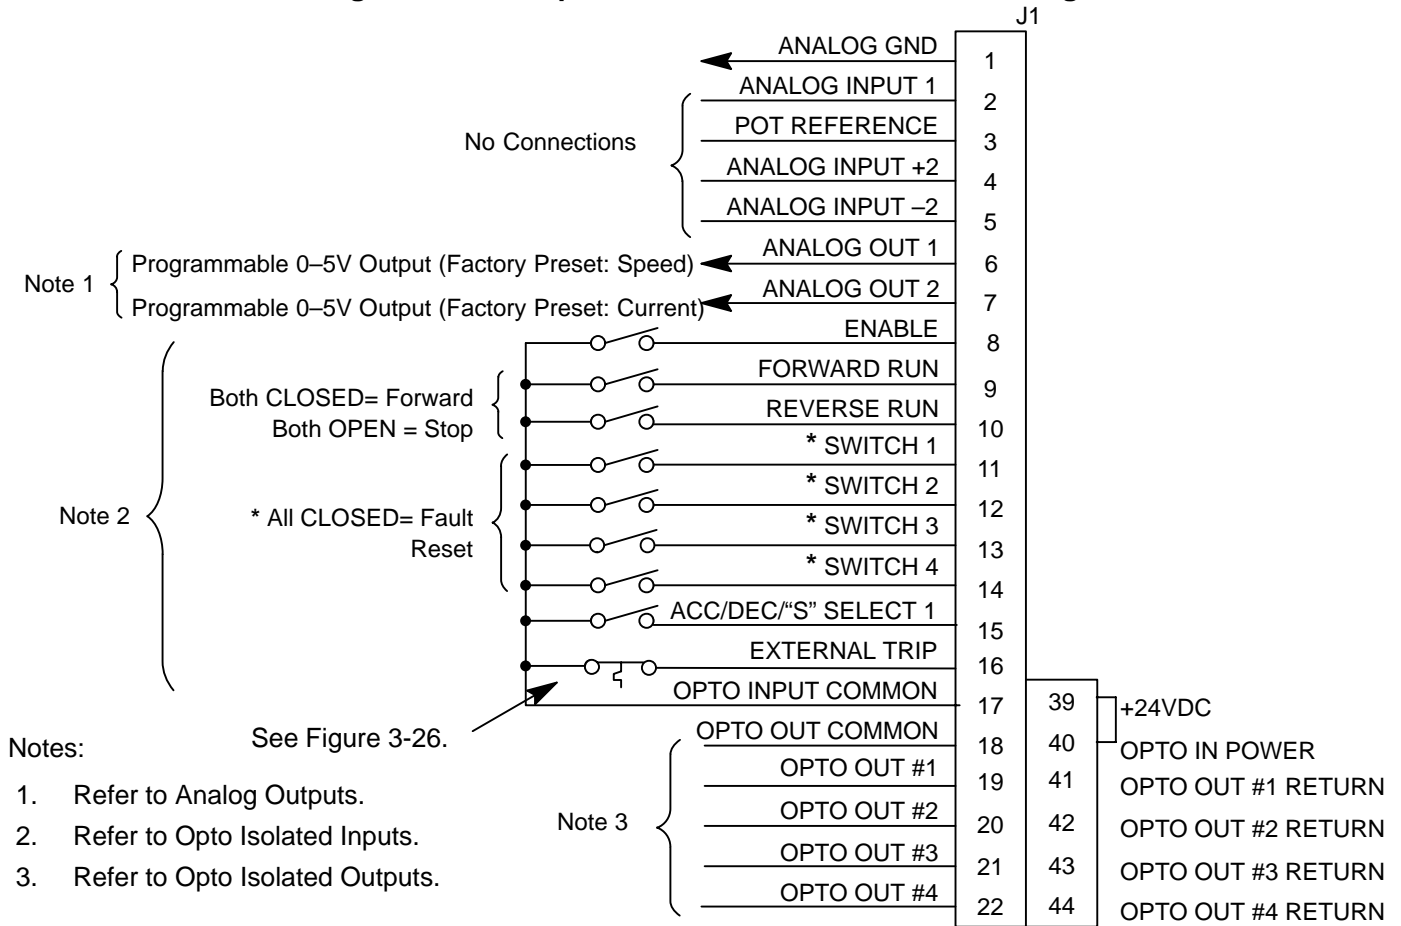 J1
ANALOG GND 1
ANALOG INPUT 1 2
No Connections
POT REFERENCE 3
ANALOG INPUT +2 4
ANALOG INPUT –2 5
Note 1
Programmable 0–5V Output (Factory Preset: Speed) ANALOG OUT 1 6
Programmable 0–5V Output (Factory Preset: Current) ANALOG OUT 2 7
ENABLE 8
Both CLOSED= Forward
Both OPEN = Stop
FORWARD RUN 9
REVERSE RUN 10
Note 2
* All CLOSED= Fault
Reset
* SWITCH 1 11
* SWITCH 2 12
* SWITCH 3 13
* SWITCH 4 14
ACC/DEC/“S” SELECT 1 15
EXTERNAL TRIP 16
See Figure 3-26.
OPTO INPUT COMMON 17 39 +24VDC
OPTO OUT COMMON 18 40 OPTO IN POWER
Note 3
OPTO OUT #1 19 41 OPTO OUT #1 RETURN
OPTO OUT #2 20 42 OPTO OUT #2 RETURN
OPTO OUT #3 21 43 OPTO OUT #3 RETURN
OPTO OUT #4 22 44 OPTO OUT #4 RETURN
Notes:
1. Refer to Analog Outputs.
2. Refer to Opto Isolated Inputs.
3. Refer to Opto Isolated Outputs.